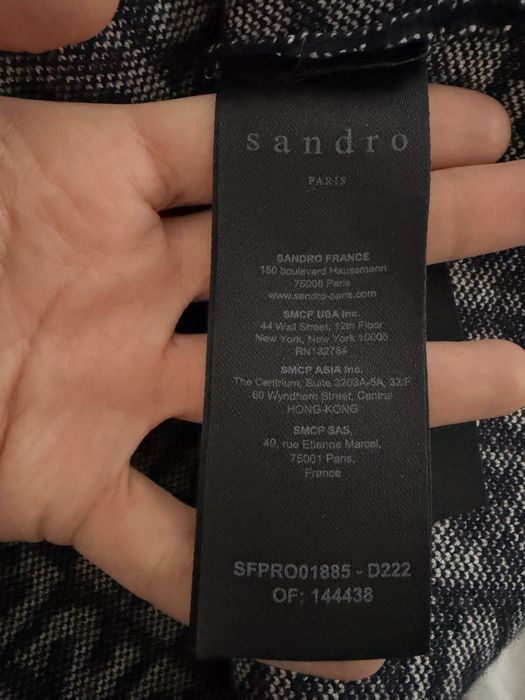 sandro
PARIS
SANDRO FRANCE
150 boulevard Haussmann
75008 Paris
www.sandro-paris.com
SMCP USA Inc.
44 Wall Street, 12th Floor
New York, New York 10005
RN132784
SMCP ASIA Inc.
The Centrium, Suite 3203A-5A, 32/F
60 Wyndham Street, Central
HONG-KONG
SMCP SAS,
49, rue Etienne Marcel,
75001 Paris,
France
SFPRO01885 - D222
OF: 144438